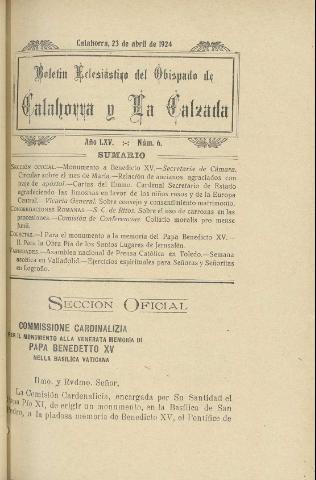 Calahorra, 23 de abril de 1924
Boletín Eclesiástigo del Obispado de
Calahorra y La Calzada
Año LXV. :-: Núm. 6.
SUMARIO
SECCIÓN OFICIAL.—Monumento a Benedicto XV.—Secretaría de Cámara.
Circular sobre el mes de María.—Relación de ancianos agraciados con
traje de apóstol.—Cartas del Emmo. Cardenal Secretario de Estado
agradeciendo las limosnas en favor de los niños rusos y de la Europa
Central. Vicaría General: Sobre consejo y consentimiento matrimonio.
CONGREGACIONES ROMANAS.—S. C. de Ritos. Sobre el uso de carrozas en las
procesiones.—Comisión de Conferencias Collatio moralis pro mense
Junii.
COLECTAS.—I Para el monumento a la memoria del Papa Benedicto XV.—
II. Para la Obra Pía de los Santos Lugares de Jerusalén.
VARIEDADES.—Asamblea nacional de Prensa Católica en Toledo.—Semana
ascética en Valladolid.—Ejercicios espirituales para Señoras y Señoritas
en Logroño.
SECCIÓN OFICIAL
COMMISSIONE CARDINALIZIA
PER IL MONUMENTO ALLA VENERATA MEMORIA DI
PAPA BENEDETTO XV
NELLA BASILICA VATICANA
Ilmo. y Rvdmo. Señor.
La Comisión Cardenalicia, encargada por Su Santidad el
Papa Pío XI, de erigir un monumento, en la Basílica de San
Pedro, a la piadosa memoria de Benedicto XV, el Pontífice de